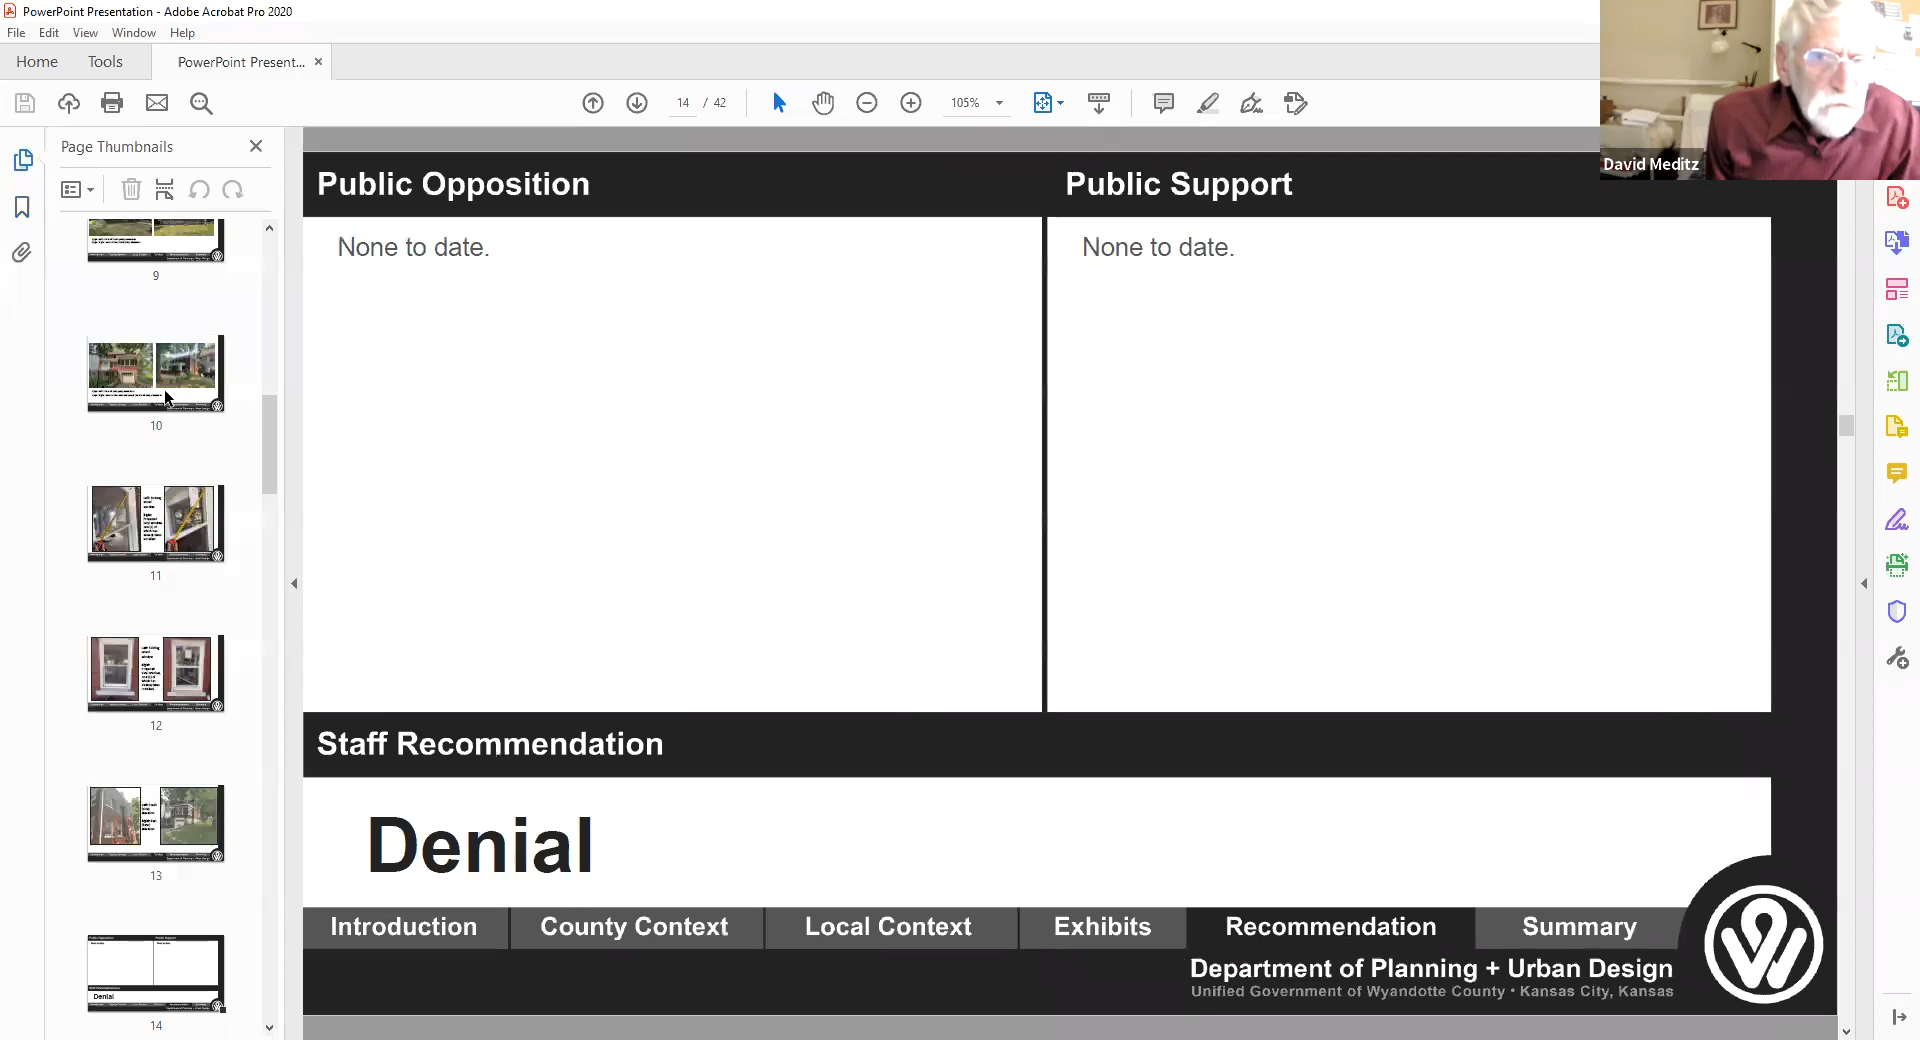 PowerPoint Presentation - Adobe Acrobat Pro 2020
File Edit View Window Help
Home Tools PowerPoint Present... ×
14 / 42 105%
David Meditz
Page Thumbnails
9
10
11
12
13
14
Public Opposition Public Support
None to date. None to date.
Staff Recommendation
Denial
Introduction County Context Local Context Exhibits Recommendation Summary
Department of Planning + Urban Design
Unified Government of Wyandotte County • Kansas City, Kansas
Denial